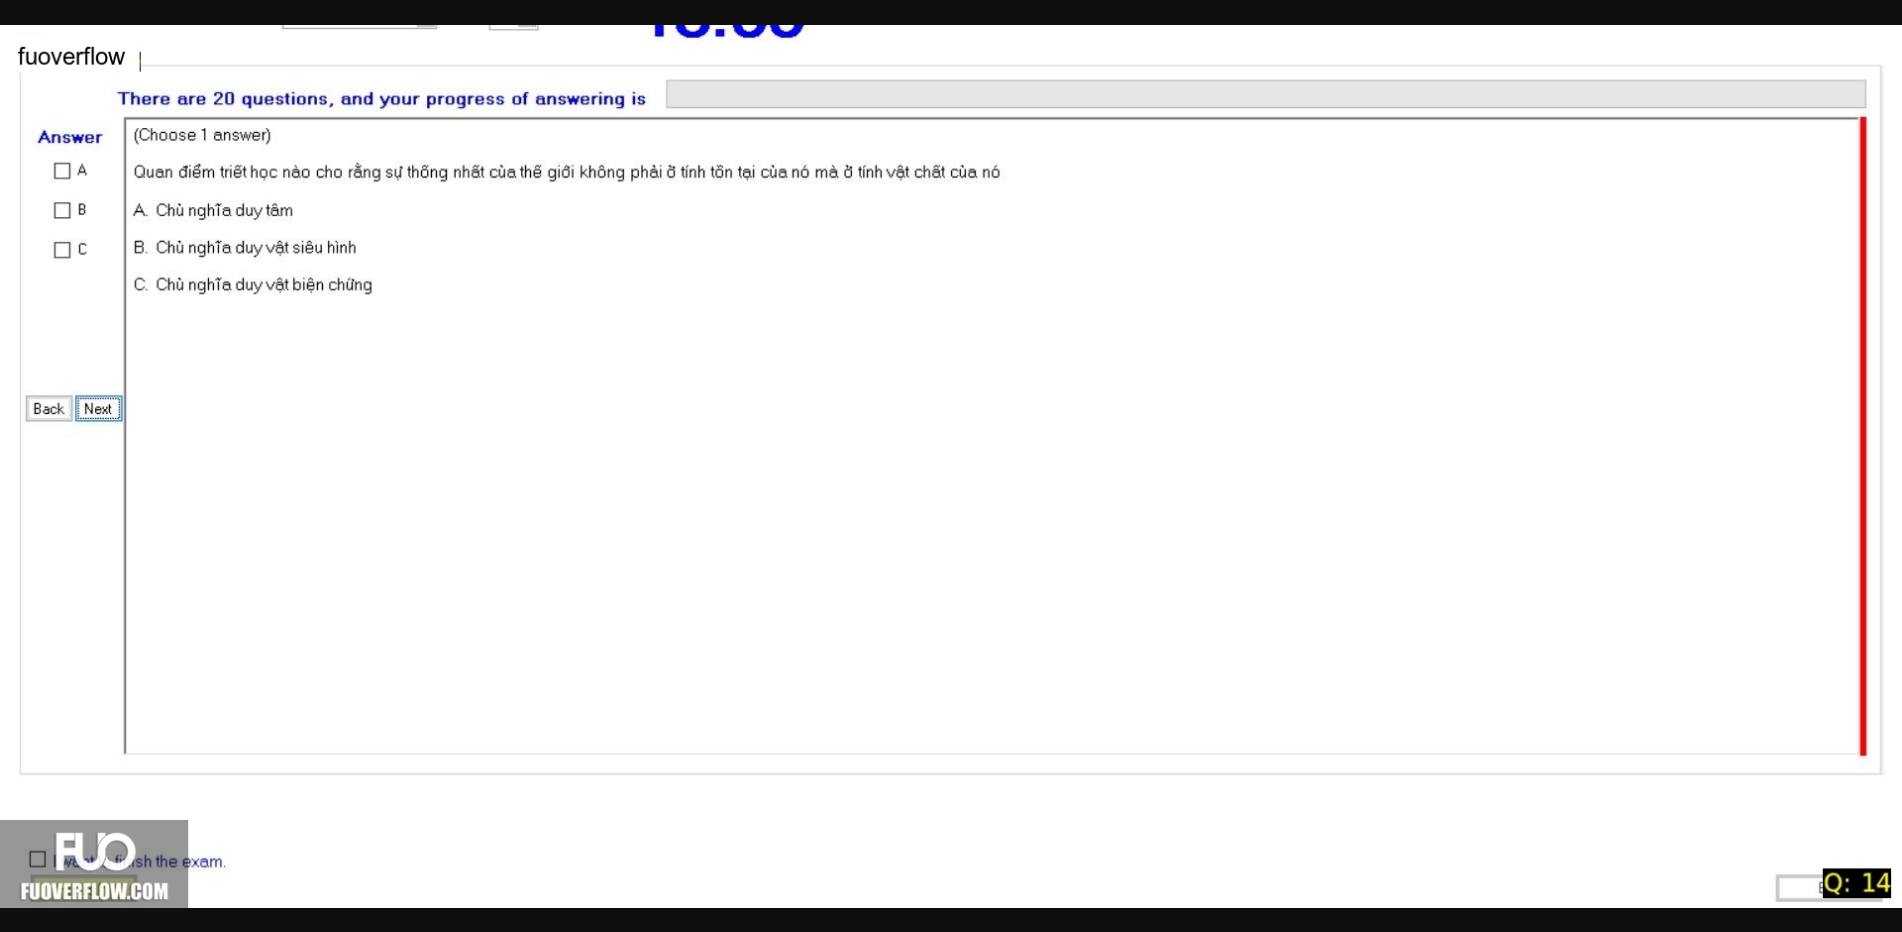 fuoverflow
There are 20 questions, and your progress of answering is
Answer
(Choose 1 answer)
A
Quan điểm triết học nào cho rằng sự thống nhất của thế giới không phải ở tính tồn tại của nó mà ở tính vật chất của nó
B
A. Chủ nghĩa duy tâm
C
B. Chủ nghĩa duy vật siêu hình
C. Chủ nghĩa duy vật biện chứng
Back Next
FUO
finish the exam.
FUOVERFLOW.COM
Q: 14